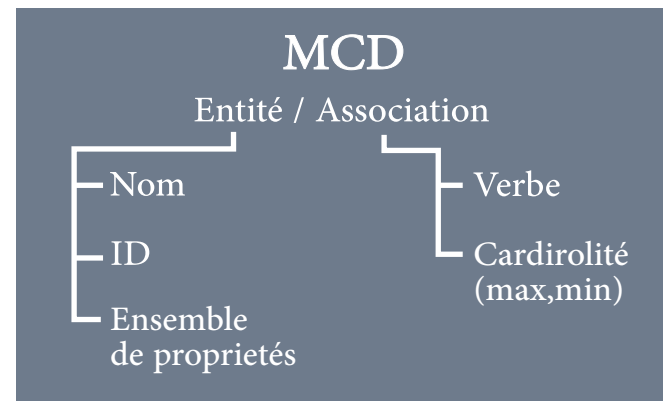 MCD
Entité / Association
Nom
ID
Ensemble
de proprietés
Verbe
Cardirolité
(max,min)